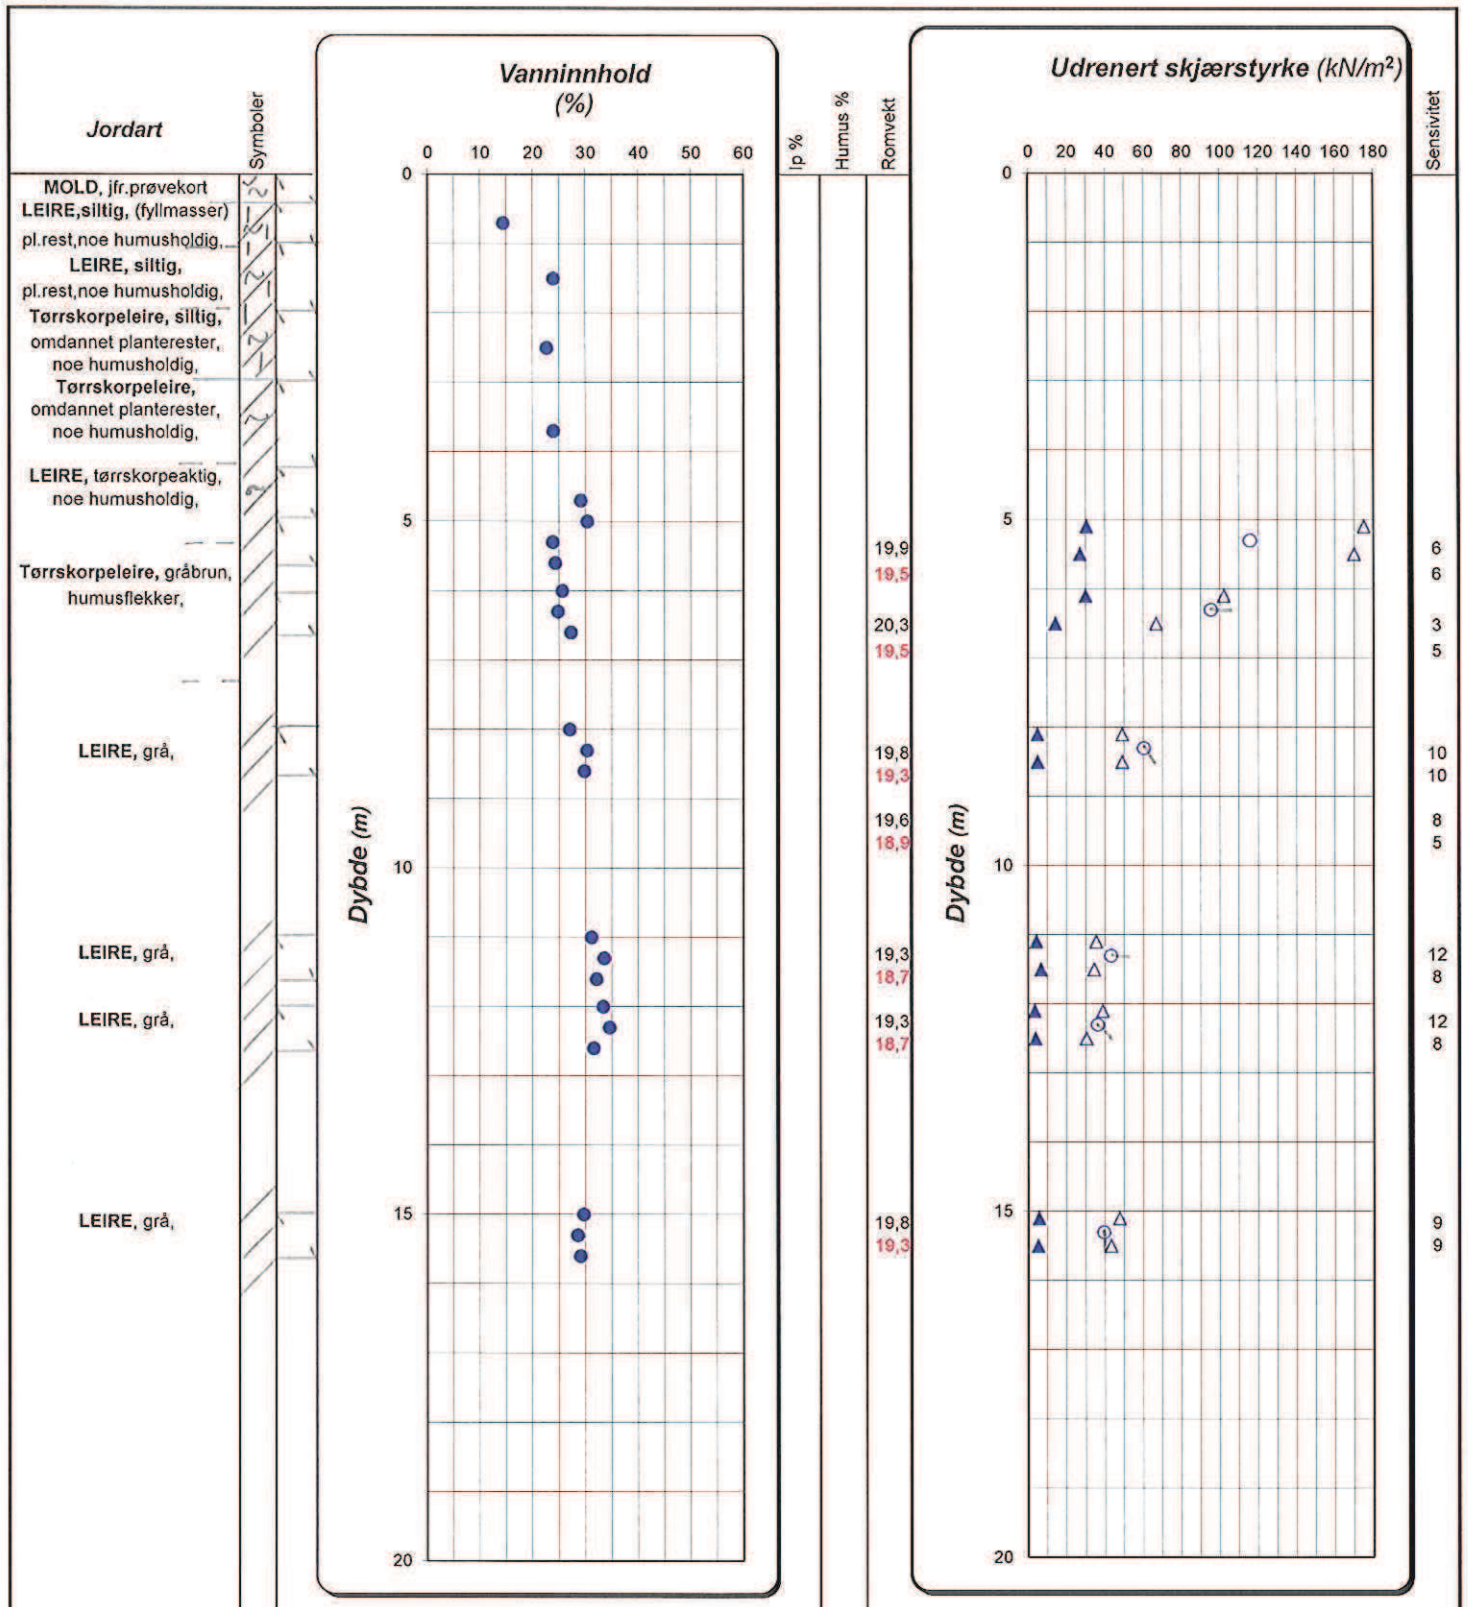 Jordart
Symboler
Vanninnhold
(%)
Ip %
Humus %
Romvekt
Udrenert skjærstyrke (kN/m²)
Sensivitet
0 10 20 30 40 50 60
0 20 40 60 80 100 120 140 160 180
MOLD, jfr.prøvekort
LEIRE,siltig, (fyllmasser)
pl.rest,noe humusholdig,
LEIRE, siltig,
pl.rest,noe humusholdig,
Tørrskorpeleire, siltig,
omdannet planterester,
noe humusholdig,
Tørrskorpeleire,
omdannet planterester,
noe humusholdig,
LEIRE, tørrskorpeaktig,
noe humusholdig,
Tørrskorpeleire, gråbrun,
humusflekker,
LEIRE, grå,
LEIRE, grå,
LEIRE, grå,
LEIRE, grå,
Dybde (m)
0
5
10
15
20
19,9
19,5
20,3
19,5
19,8
19,3
19,6
18,9
19,3
18,7
19,3
18,7
19,8
19,3
Dybde (m)
0
5
10
15
20
6
6
3
5
10
10
8
5
12
8
12
8
9
9